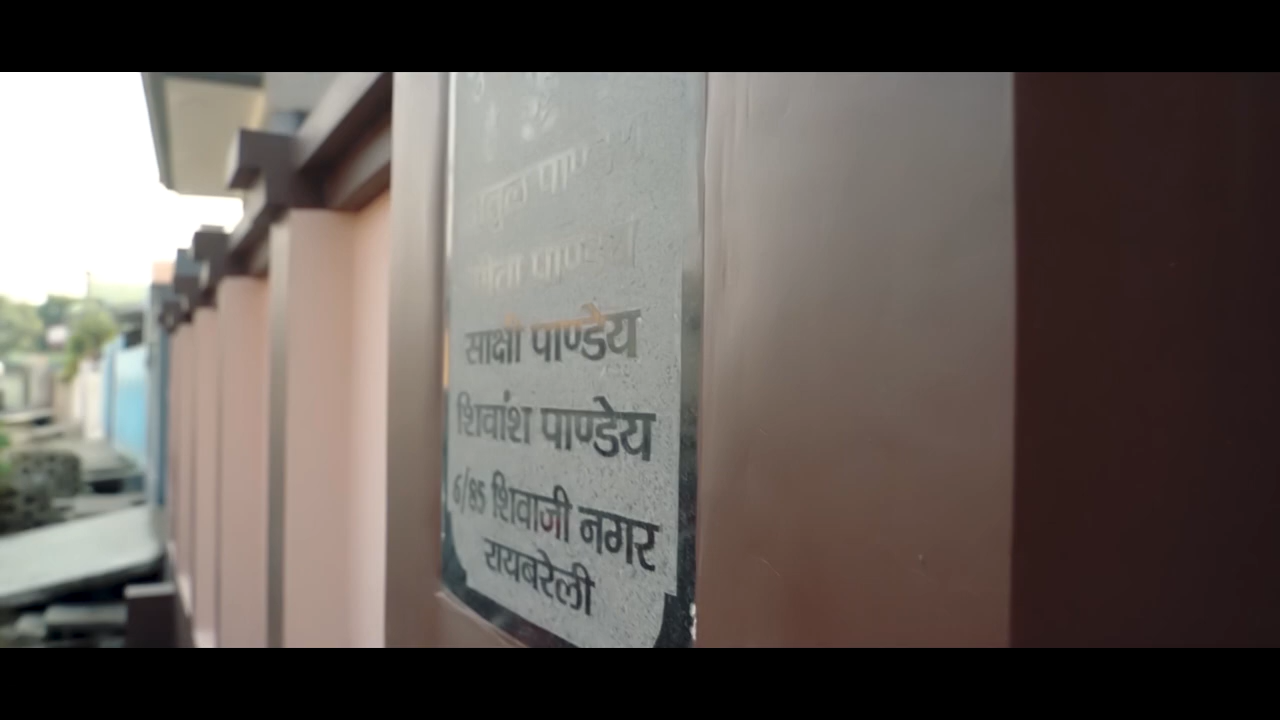 पाण्डेय
पाण्डेय
साक्षी पाण्डेय
शिवांश पाण्डेय
6/85 शिवाजी नगर
रायबरेली